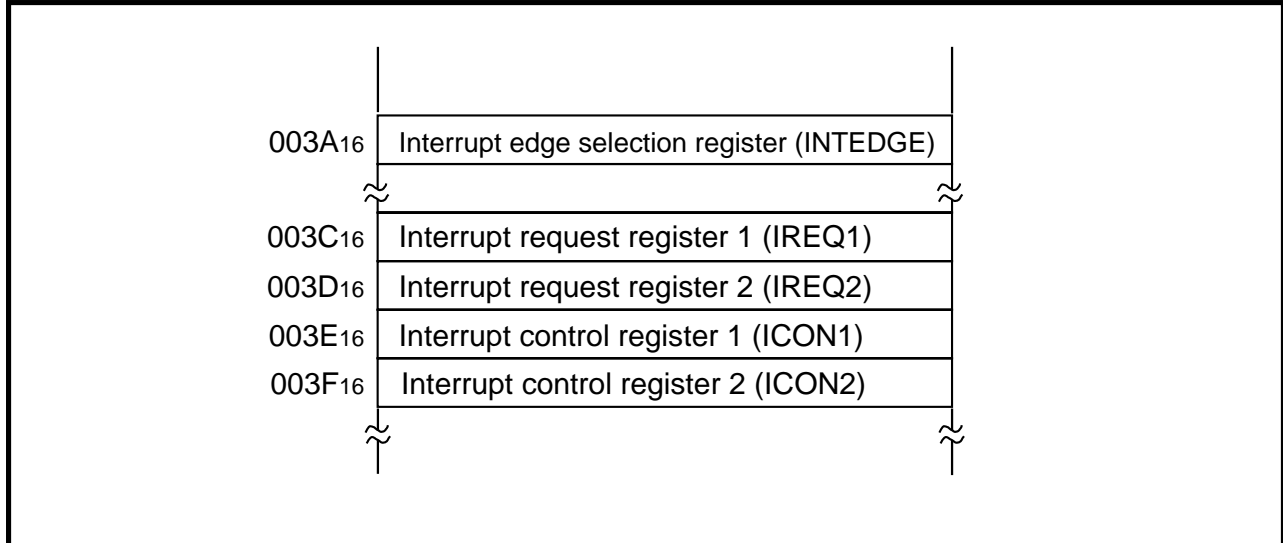 003A16 Interrupt edge selection register (INTEDGE)
003C16 Interrupt request register 1 (IREQ1)
003D16 Interrupt request register 2 (IREQ2)
003E16 Interrupt control register 1 (ICON1)
003F16 Interrupt control register 2 (ICON2)